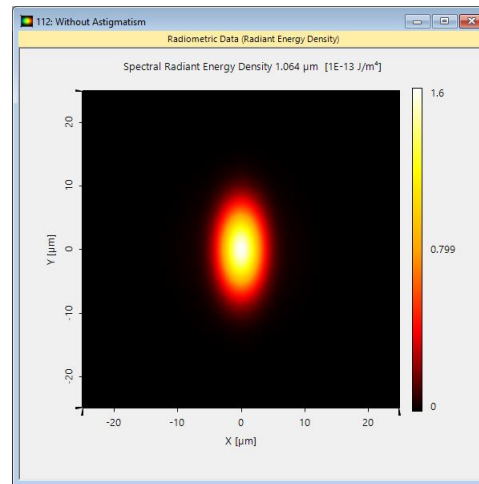 112: Without Astigmatism
Radiometric Data (Radiant Energy Density)
Spectral Radiant Energy Density 1.064 µm [1E-13 J/m⁴]
1.6
0.799
0
Y [µm]
20
10
0
-10
-20
-20
-10
0
10
20
X [µm]